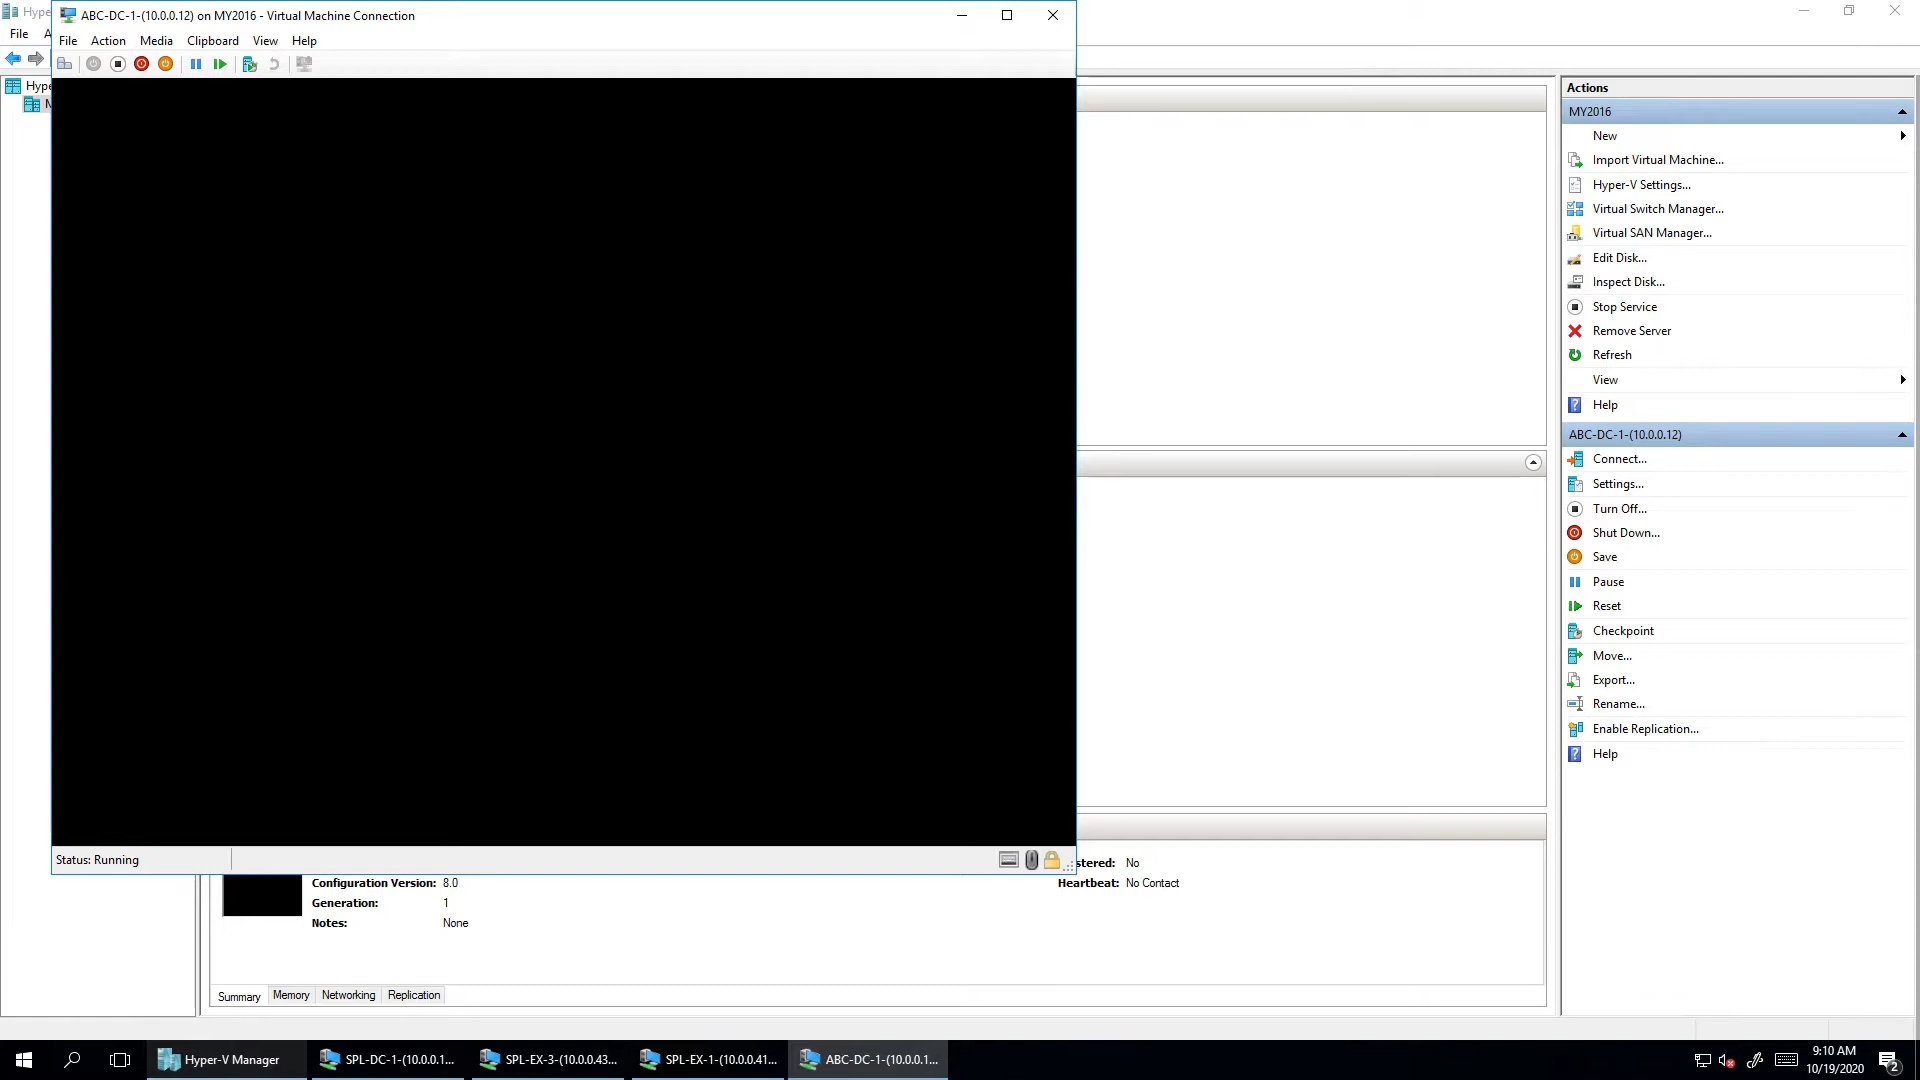 Hype
ABC-DC-1-(10.0.0.12) on MY2016 - Virtual Machine Connection
File
A
File Action Media Clipboard View Help
Hype
M
Status: Running
stered: No
Configuration Version: 8.0
Heartbeat: No Contact
Generation: 1
Notes: None
Summary Memory Networking Replication
Actions
MY2016
New
Import Virtual Machine...
Hyper-V Settings...
Virtual Switch Manager...
Virtual SAN Manager...
Edit Disk...
Inspect Disk...
Stop Service
Remove Server
Refresh
View
Help
ABC-DC-1-(10.0.0.12)
Connect...
Settings...
Turn Off...
Shut Down...
Save
Pause
Reset
Checkpoint
Move...
Export...
Rename...
Enable Replication...
Help
Hyper-V Manager
SPL-DC-1-(10.0.0.1...
SPL-EX-3-(10.0.0.43...
SPL-EX-1-(10.0.0.41...
ABC-DC-1-(10.0.0.1...
9:10 AM
10/19/2020
2